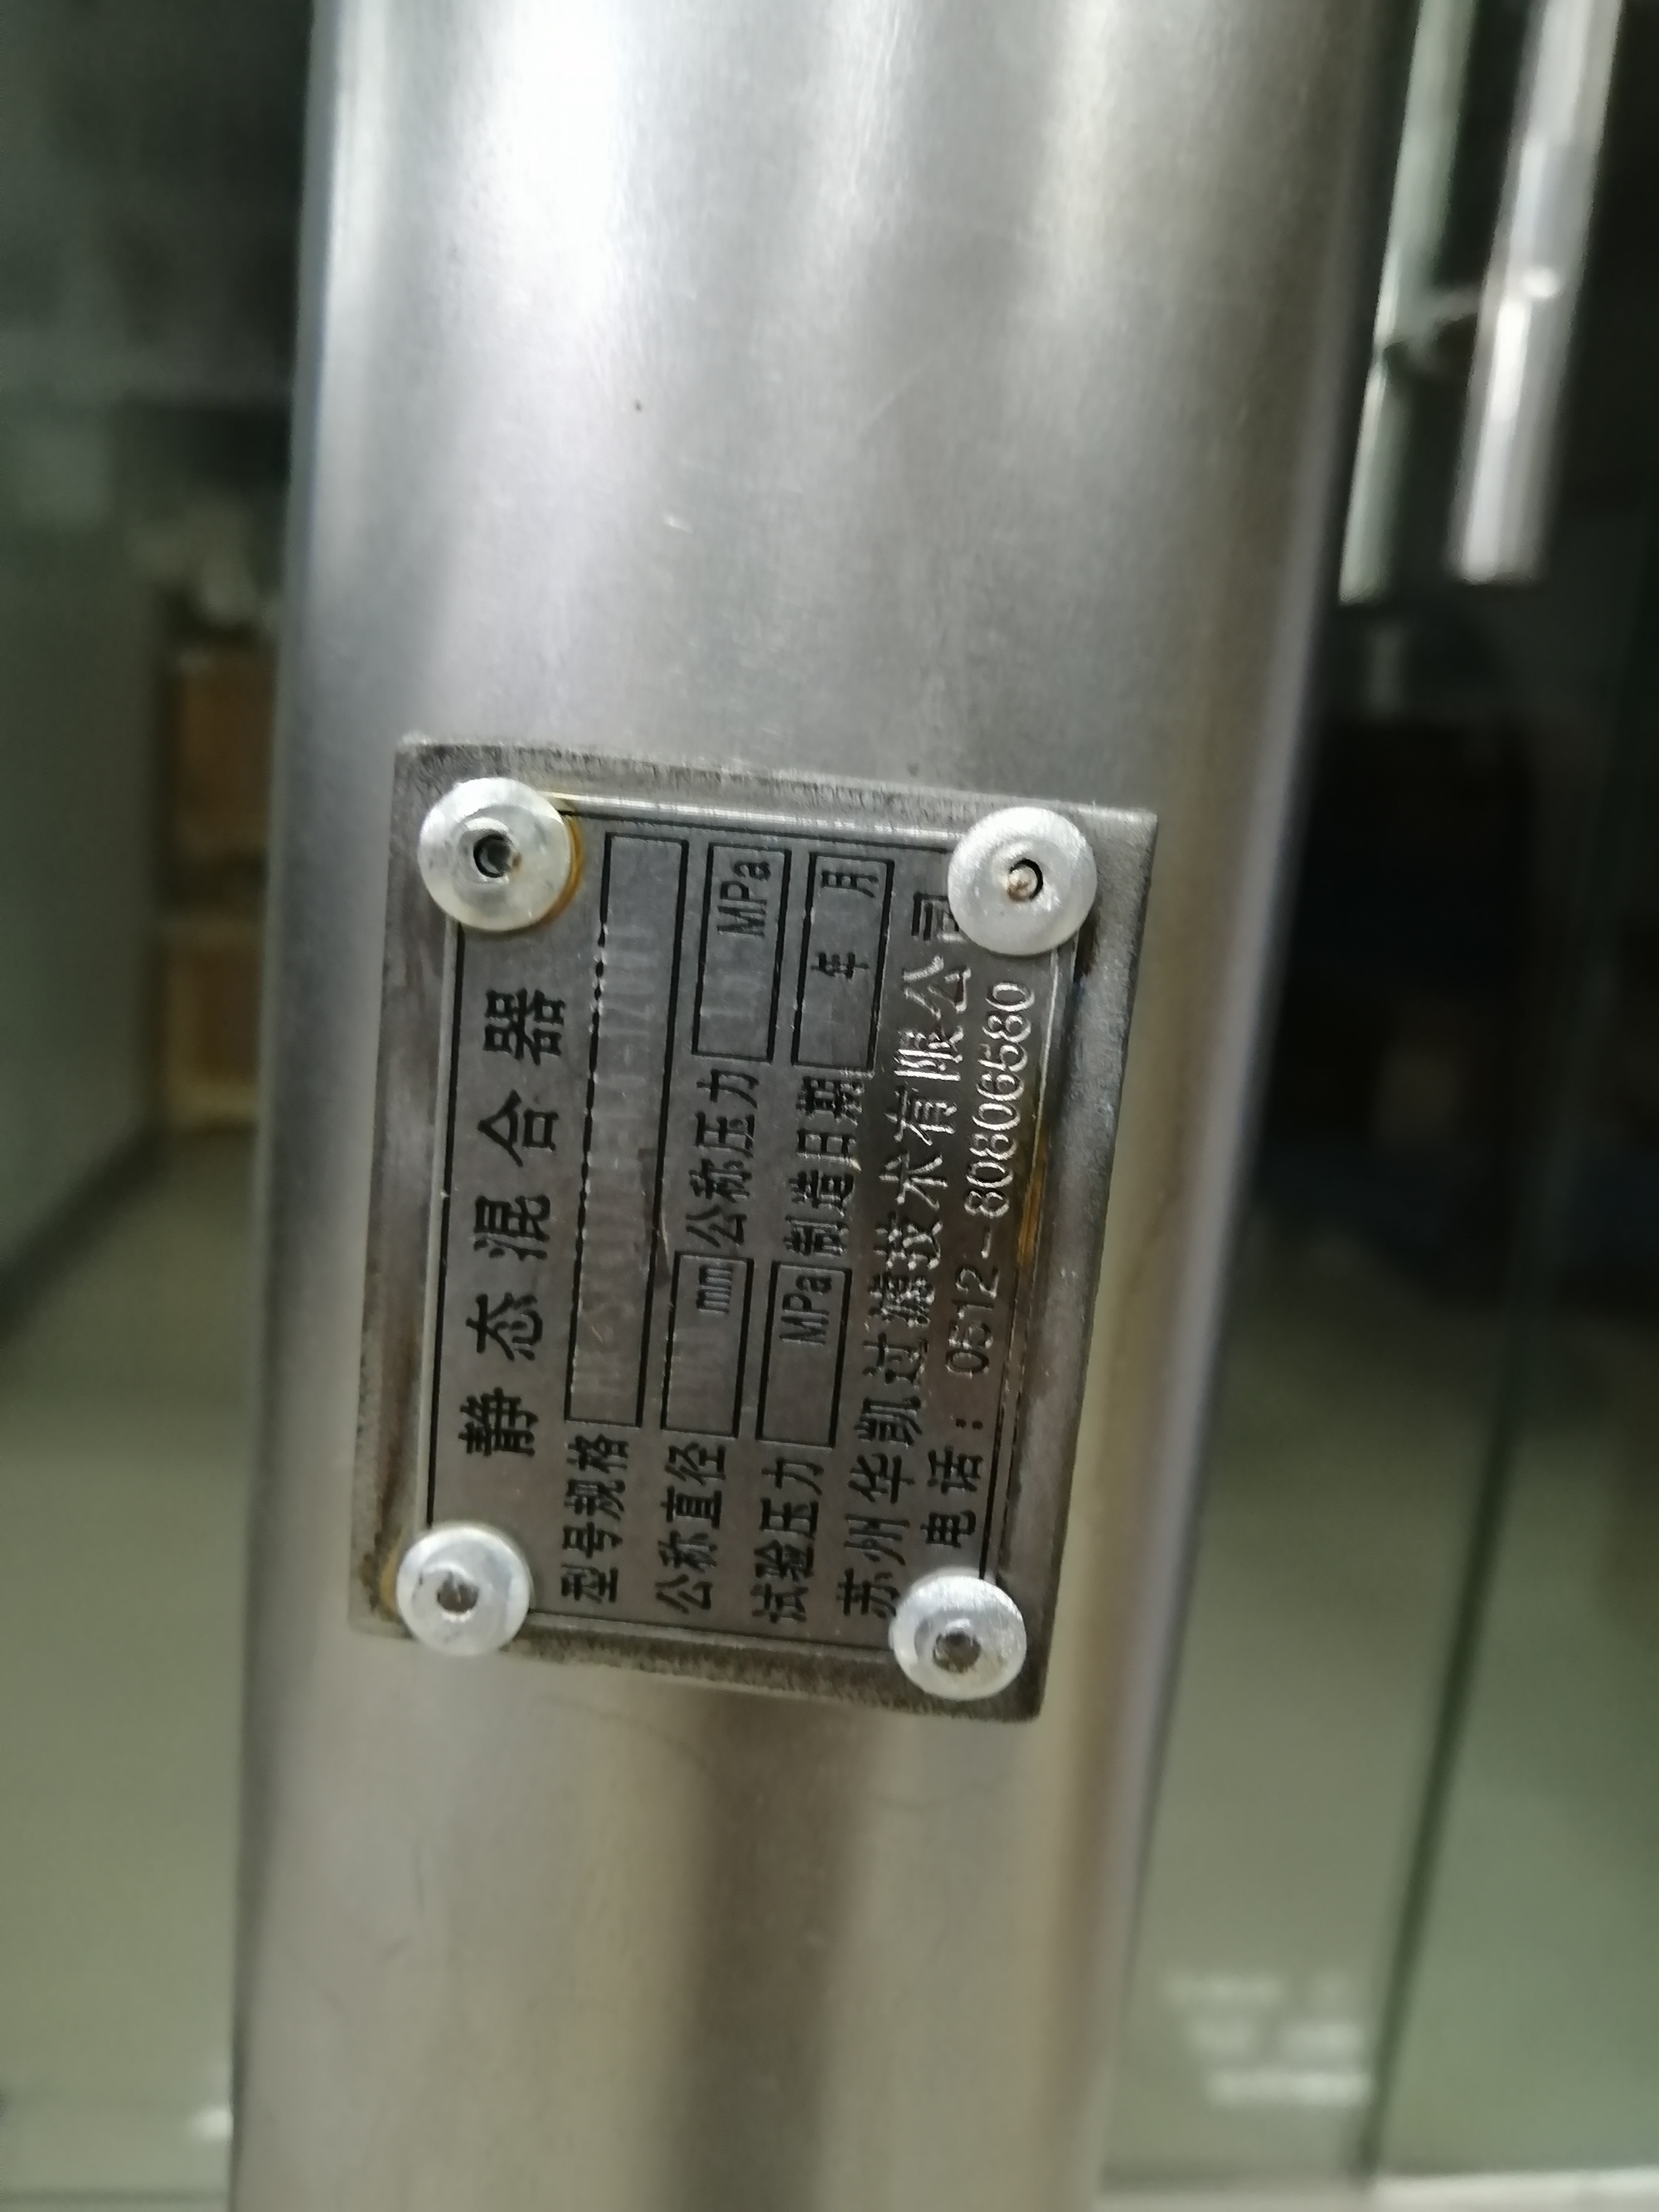 静态混合器
型号规格
公称直径 mm 公称压力 MPa
试验压力 MPa 制造日期 年 月
苏州华凯过滤技术有限公司
电话：0512-80806580